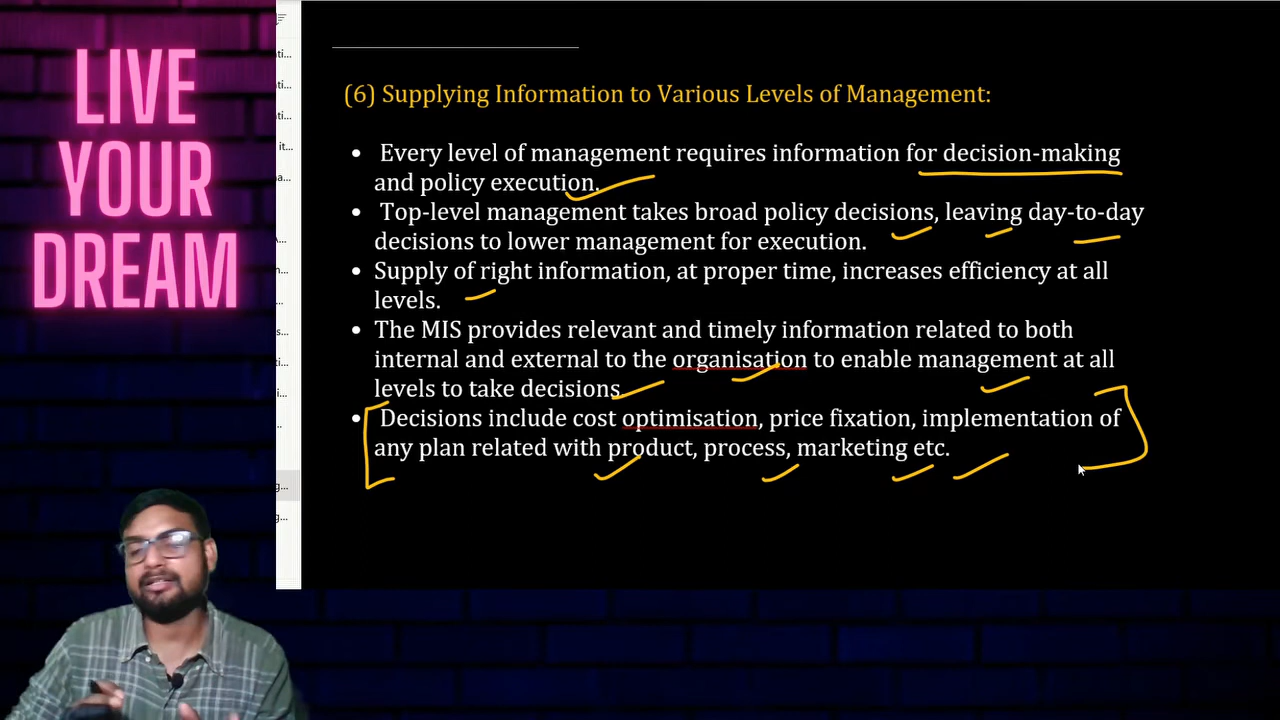 LIVE
YOUR
DREAM
(6) Supplying Information to Various Levels of Management:
• Every level of management requires information for decision-making
and policy execution.
• Top-level management takes broad policy decisions, leaving day-to-day
decisions to lower management for execution.
• Supply of right information, at proper time, increases efficiency at all
levels.
• The MIS provides relevant and timely information related to both
internal and external to the organisation to enable management at all
levels to take decisions.
• Decisions include cost optimisation, price fixation, implementation of
any plan related with product, process, marketing etc.